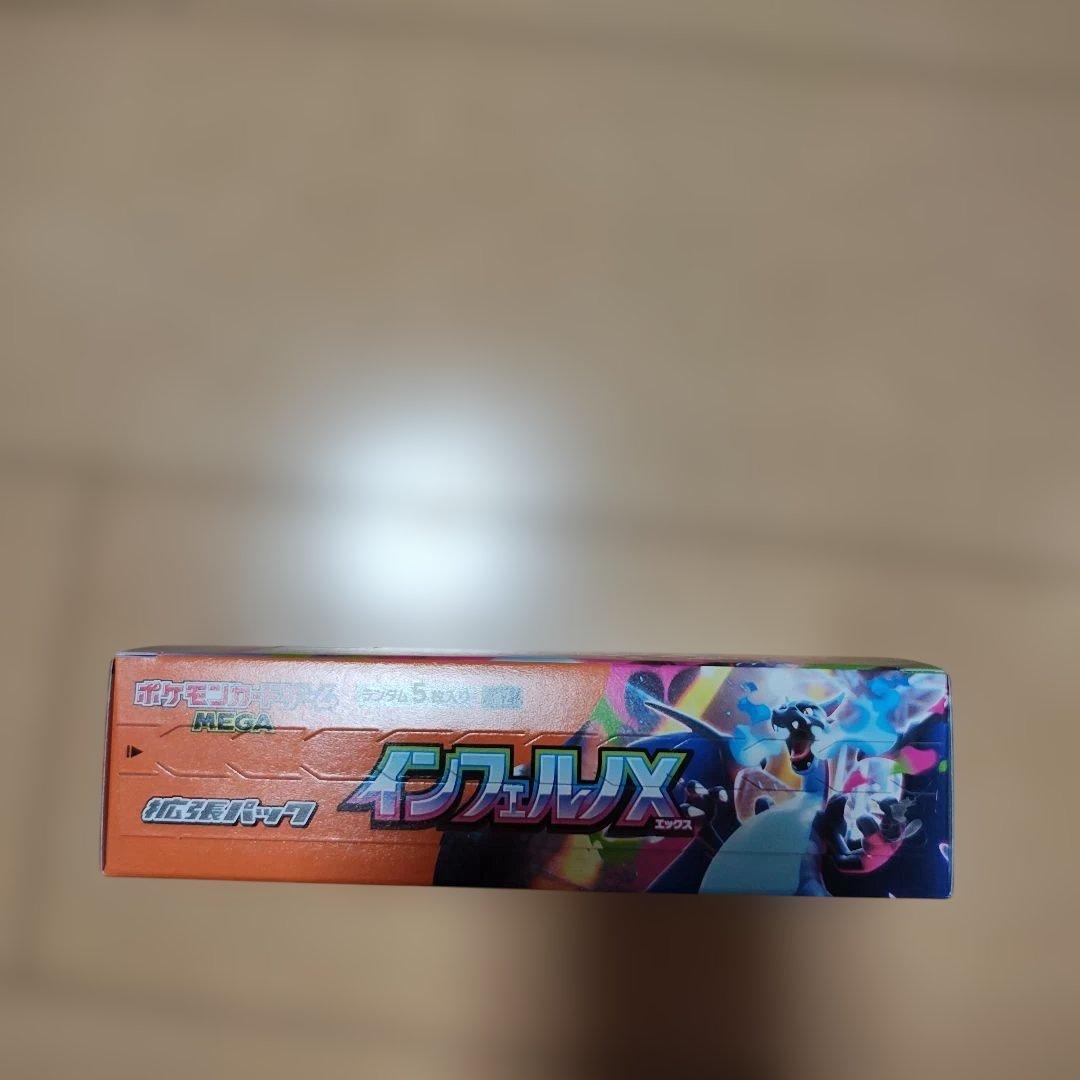 ポケモンカードゲーム
MEGA
ランダム5枚入り
拡張パック
インフェルノX
エックス